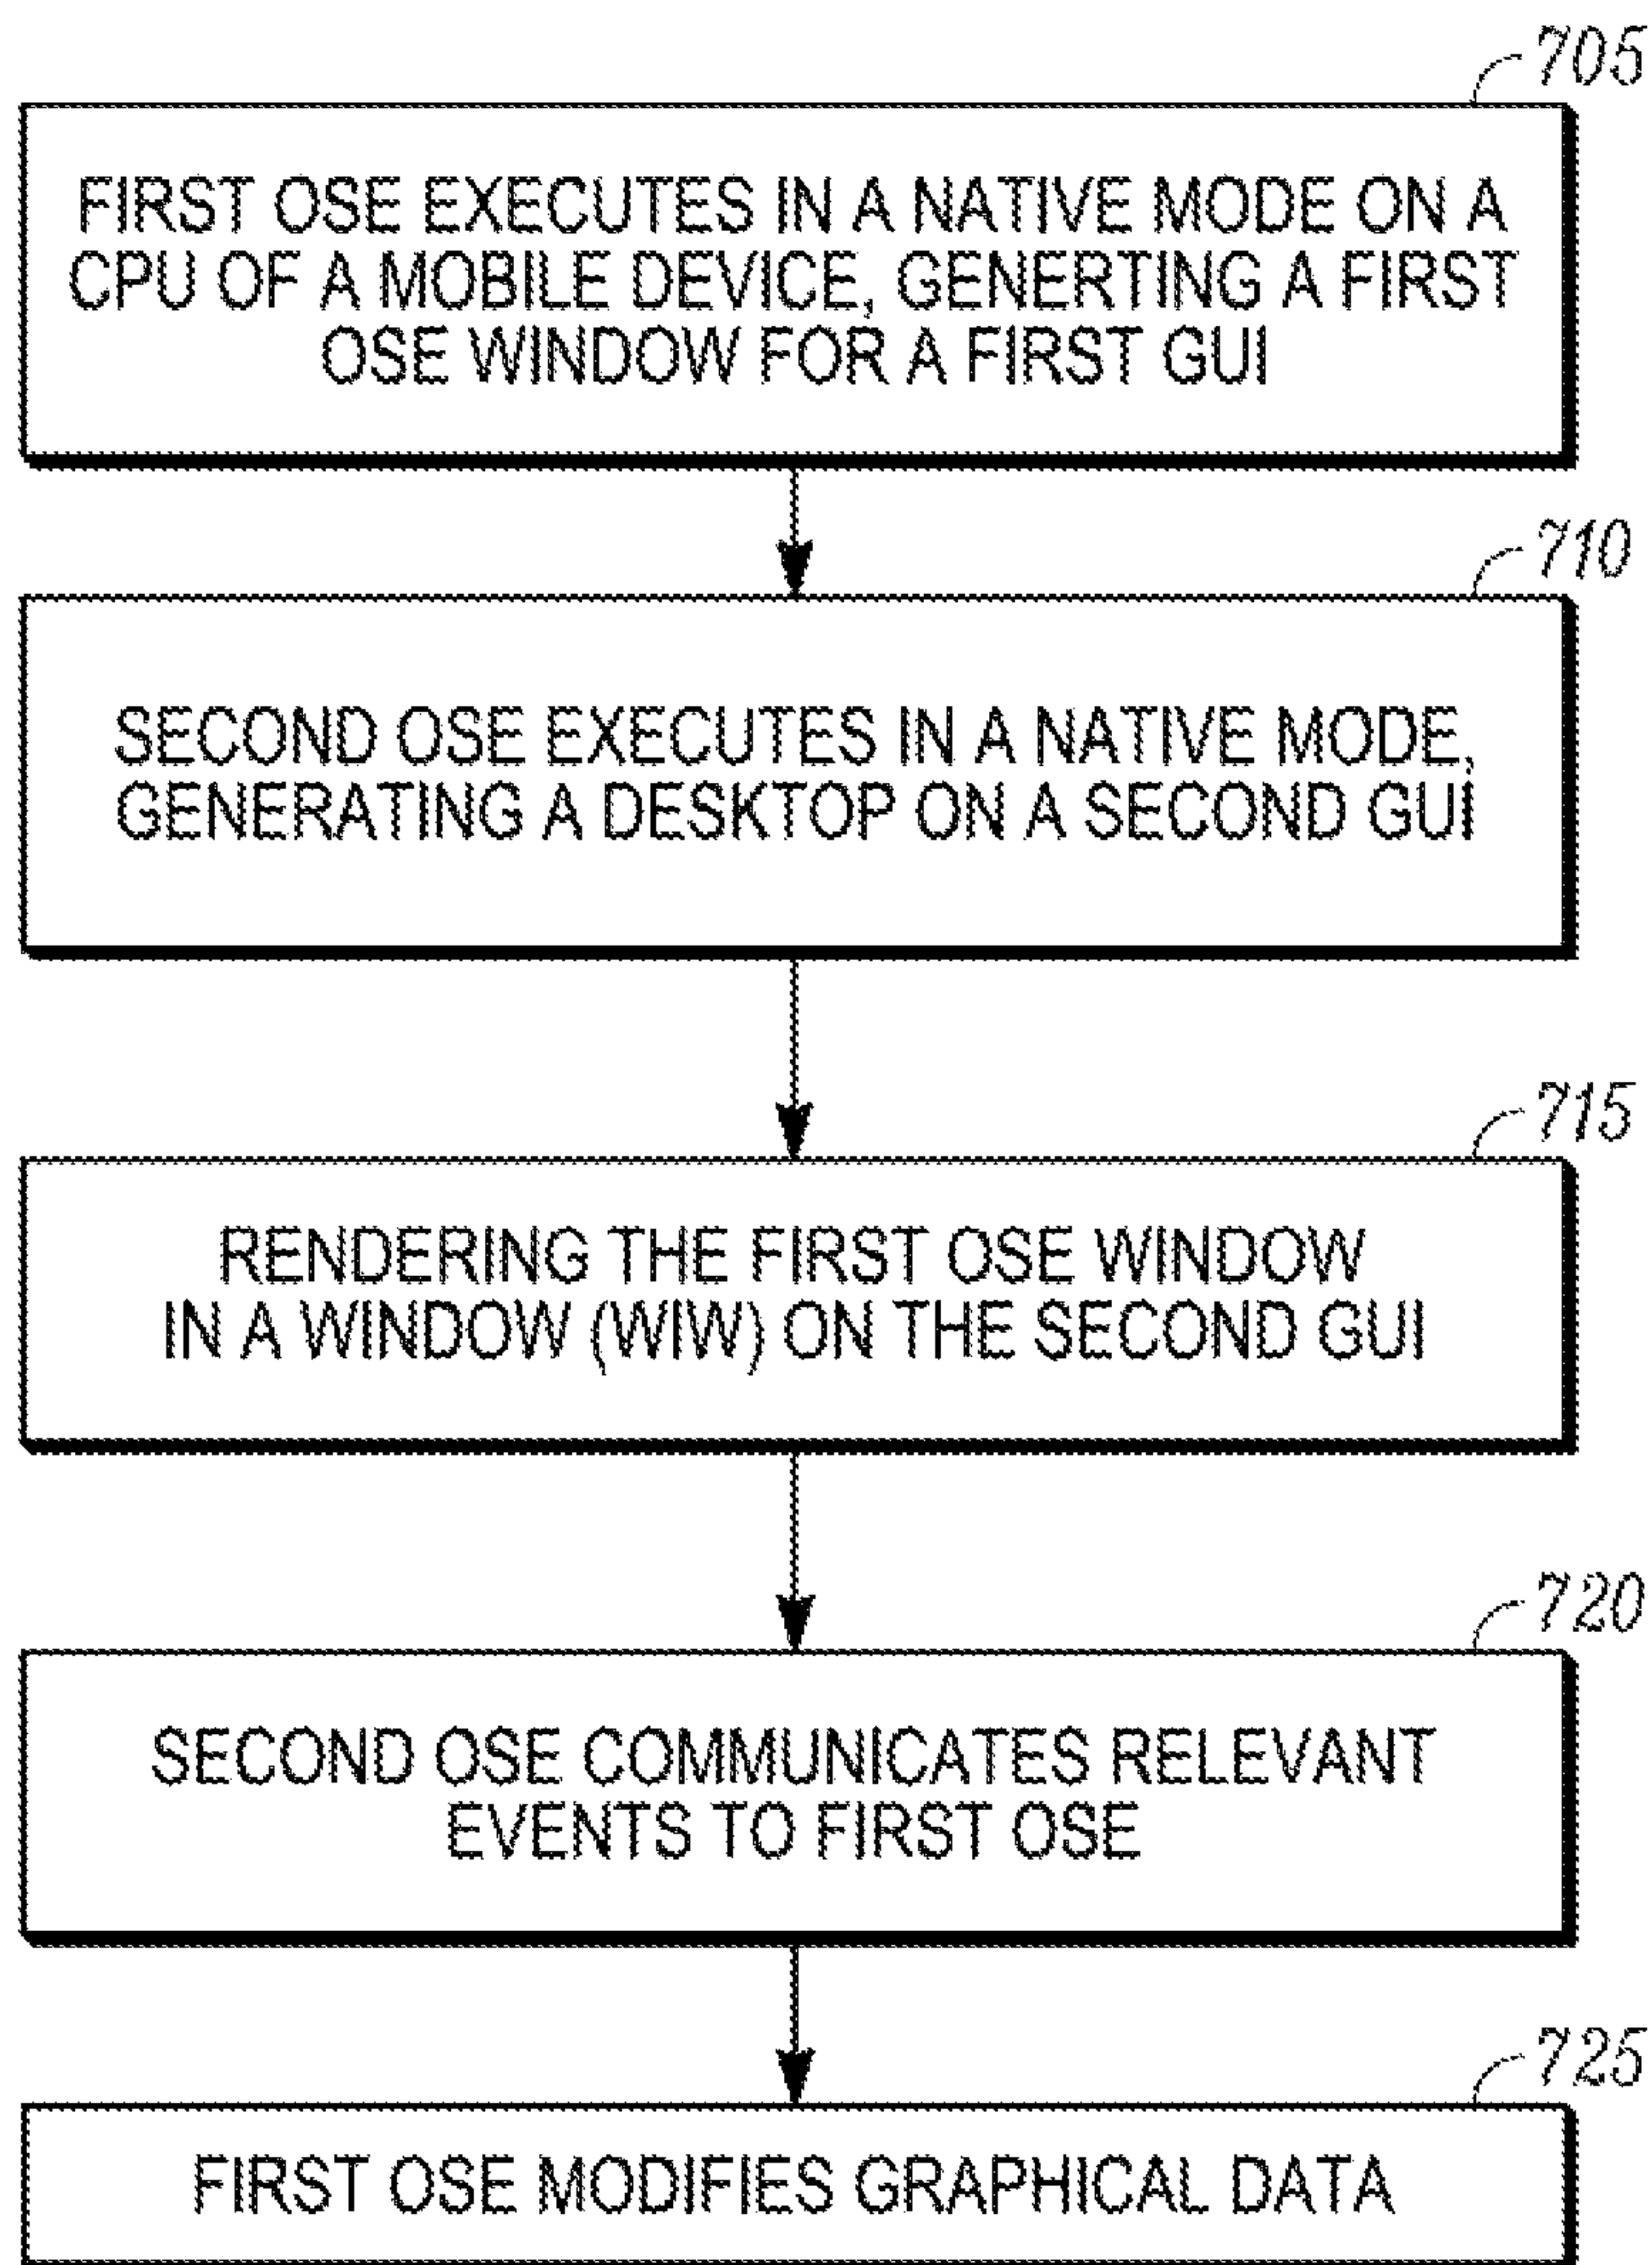 705
FIRST OSE EXECUTES IN A NATIVE MODE ON A
CPU OF A MOBILE DEVICE, GENERTING A FIRST
OSE WINDOW FOR A FIRST GUI
710
SECOND OSE EXECUTES IN A NATIVE MODE,
GENERATING A DESKTOP ON A SECOND GUI
715
RENDERING THE FIRST OSE WINDOW
IN A WINDOW (WIW) ON THE SECOND GUI
720
SECOND OSE COMMUNICATES RELEVANT
EVENTS TO FIRST OSE
725
FIRST OSE MODIFIES GRAPHICAL DATA